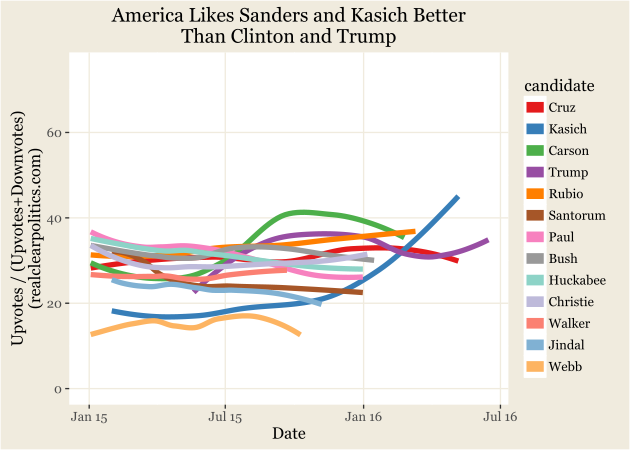 America Likes Sanders and Kasich Better
Than Clinton and Trump
Upvotes / (Upvotes+Downvotes)
(realclearpolitics.com)
60
40
20
0
Jan 15
Jul 15
Jan 16
Jul 16
Date
candidate
Cruz
Kasich
Carson
Trump
Rubio
Santorum
Paul
Bush
Huckabee
Christie
Walker
Jindal
Webb